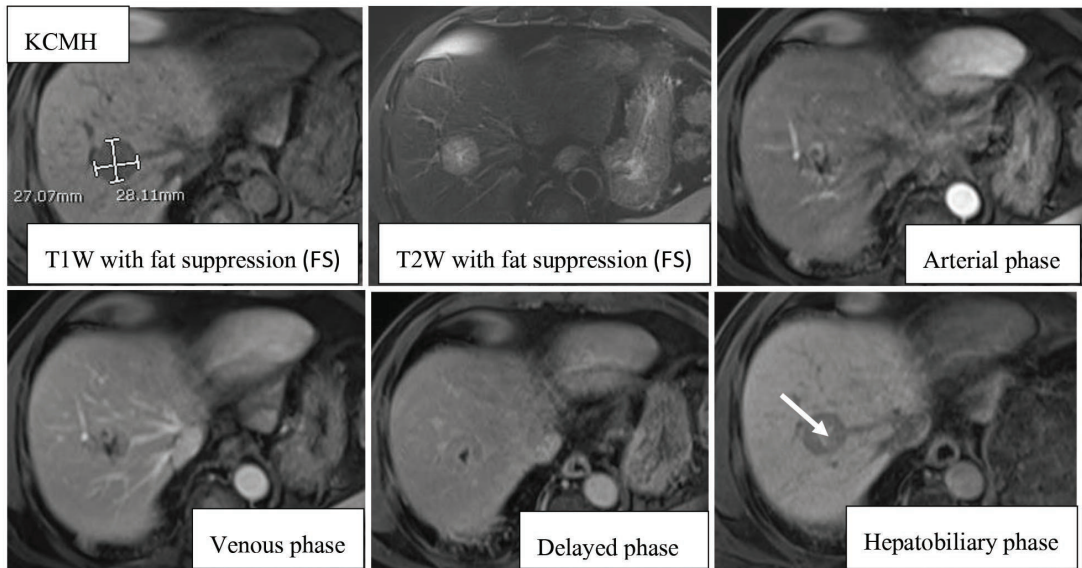 KCMH
27.07mm
28.11mm
T1W with fat suppression (FS)
T2W with fat suppression (FS)
Arterial phase
Venous phase
Delayed phase
Hepatobiliary phase